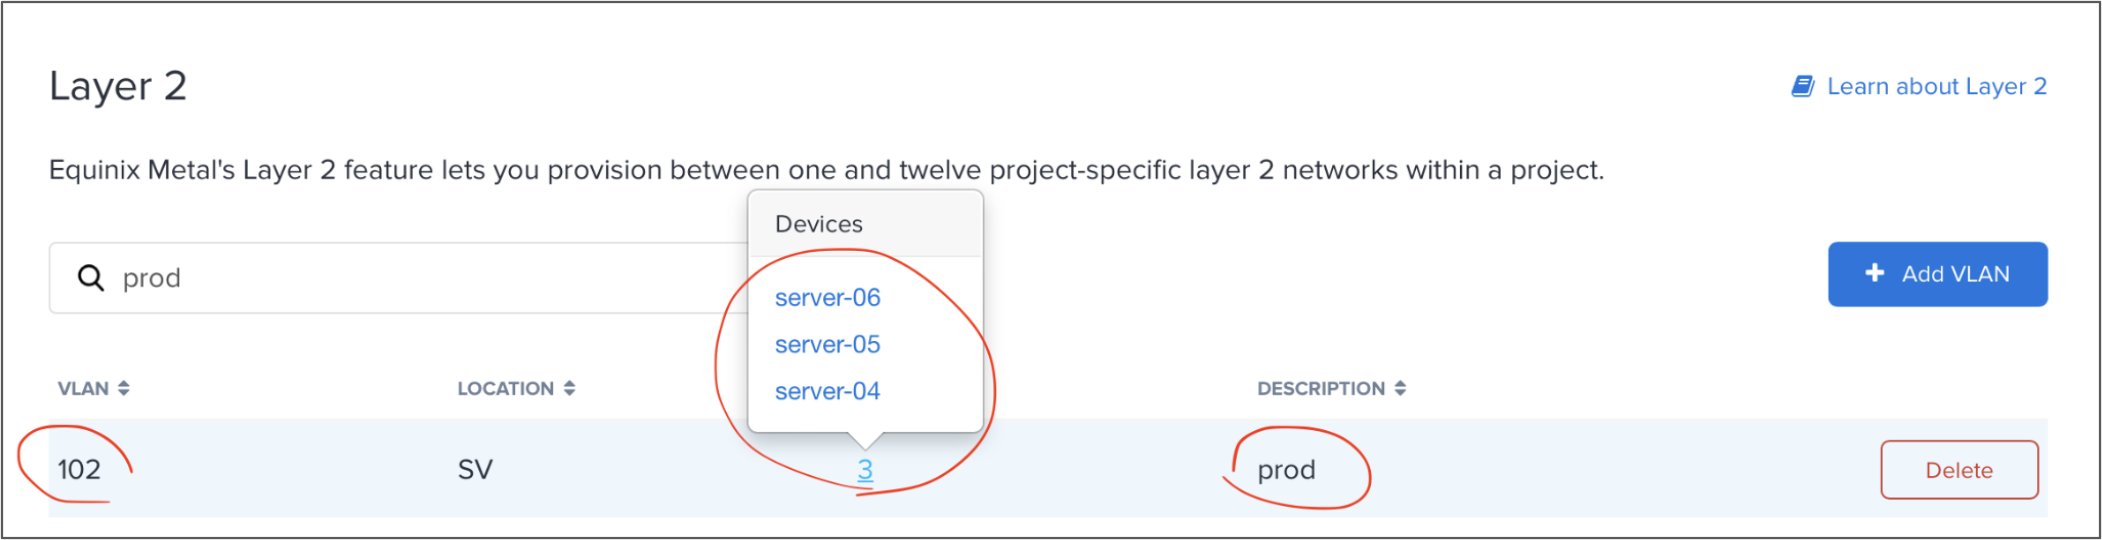 Layer 2
Learn about Layer 2
Equinix Metal's Layer 2 feature lets you provision between one and twelve project-specific layer 2 networks within a project.
prod
Devices
server-06
server-05
server-04
+ Add VLAN
VLAN LOCATION DESCRIPTION
102 SV 3 prod Delete